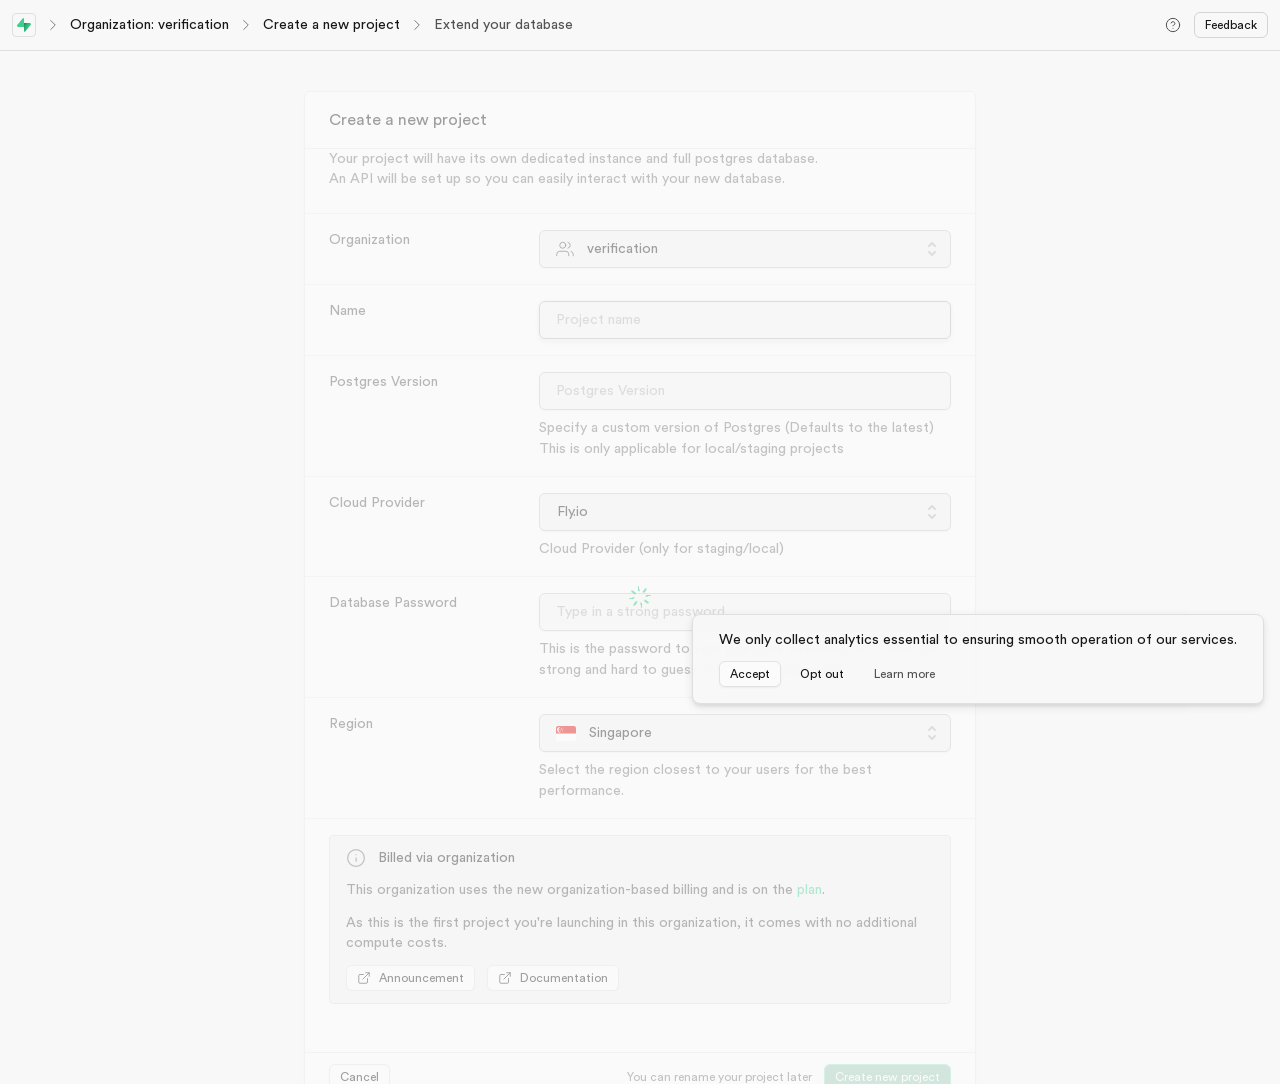 Organization: verification
Create a new project
Extend your database
Feedback
Create a new project
Your project will have its own dedicated instance and full postgres database.
An API will be set up so you can easily interact with your new database.
Organization
verification
Name
Project name
Postgres Version
Postgres Version
Specify a custom version of Postgres (Defaults to the latest)
This is only applicable for local/staging projects
Cloud Provider
Fly.io
Cloud Provider (only for staging/local)
Database Password
Type in a strong password
This is the password to
strong and hard to
We only collect analytics essential to ensuring smooth operation of our services.
Accept
Opt out
Learn more
Region
Singapore
Select the region closest to your users for the best
performance.
Billed via organization
This organization uses the new organization-based billing and is on the plan.
As this is the first project you're launching in this organization, it comes with no additional
compute costs.
Announcement
Documentation
Cancel
You can rename your project later
Create new project